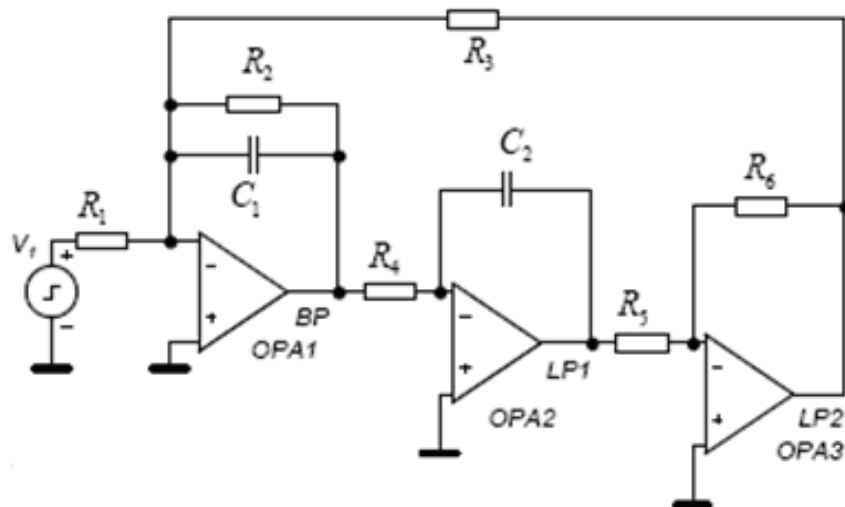 R3
R2
C1
C2
R6
R1
V1
+
−
−
+
R4
BP
OPA1
−
+
R5
LP1
OPA2
−
+
LP2
OPA3